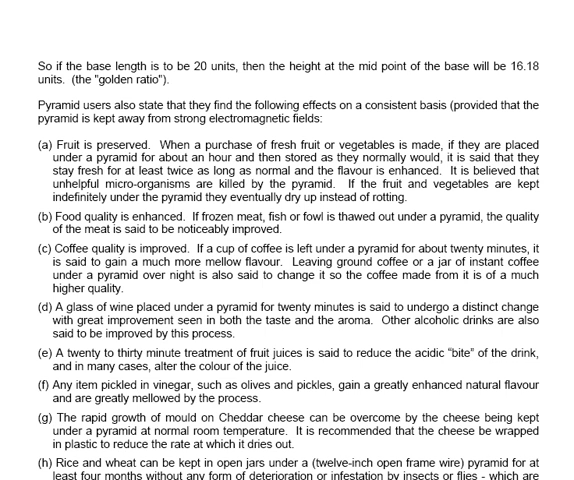 So if the base length is to be 20 units, then the height at the mid point of the base will be 16.18
units. (the "golden ratio").
Pyramid users also state that they find the following effects on a consistent basis (provided that the
pyramid is kept away from strong electromagnetic fields:
(a) Fruit is preserved. When a purchase of fresh fruit or vegetables is made, if they are placed
under a pyramid for about an hour and then stored as they normally would, it is said that they
stay fresh for at least twice as long as normal and the flavour is enhanced. It is believed that
unhelpful micro-organisms are killed by the pyramid. If the fruit and vegetables are kept
indefinitely under the pyramid they eventually dry up instead of rotting.
(b) Food quality is enhanced. If frozen meat, fish or fowl is thawed out under a pyramid, the quality
of the meat is said to be noticeably improved.
(c) Coffee quality is improved. If a cup of coffee is left under a pyramid for about twenty minutes, it
is said to gain a much more mellow flavour. Leaving ground coffee or a jar of instant coffee
under a pyramid over night is also said to change it so the coffee made from it is of a much
higher quality.
(d) A glass of wine placed under a pyramid for twenty minutes is said to undergo a distinct change
with great improvement seen in both the taste and the aroma. Other alcoholic drinks are also
said to be improved by this process.
(e) A twenty to thirty minute treatment of fruit juices is said to reduce the acidic “bite” of the drink,
and in many cases, alter the colour of the juice.
(f) Any item pickled in vinegar, such as olives and pickles, gain a greatly enhanced natural flavour
and are greatly mellowed by the process.
(g) The rapid growth of mould on Cheddar cheese can be overcome by the cheese being kept
under a pyramid at normal room temperature. It is recommended that the cheese be wrapped
in plastic to reduce the rate at which it dries out.
(h) Rice and wheat can be kept in open jars under a (twelve-inch open frame wire) pyramid for at
least four months without any form of deterioration or infestation by insects or flies - which are